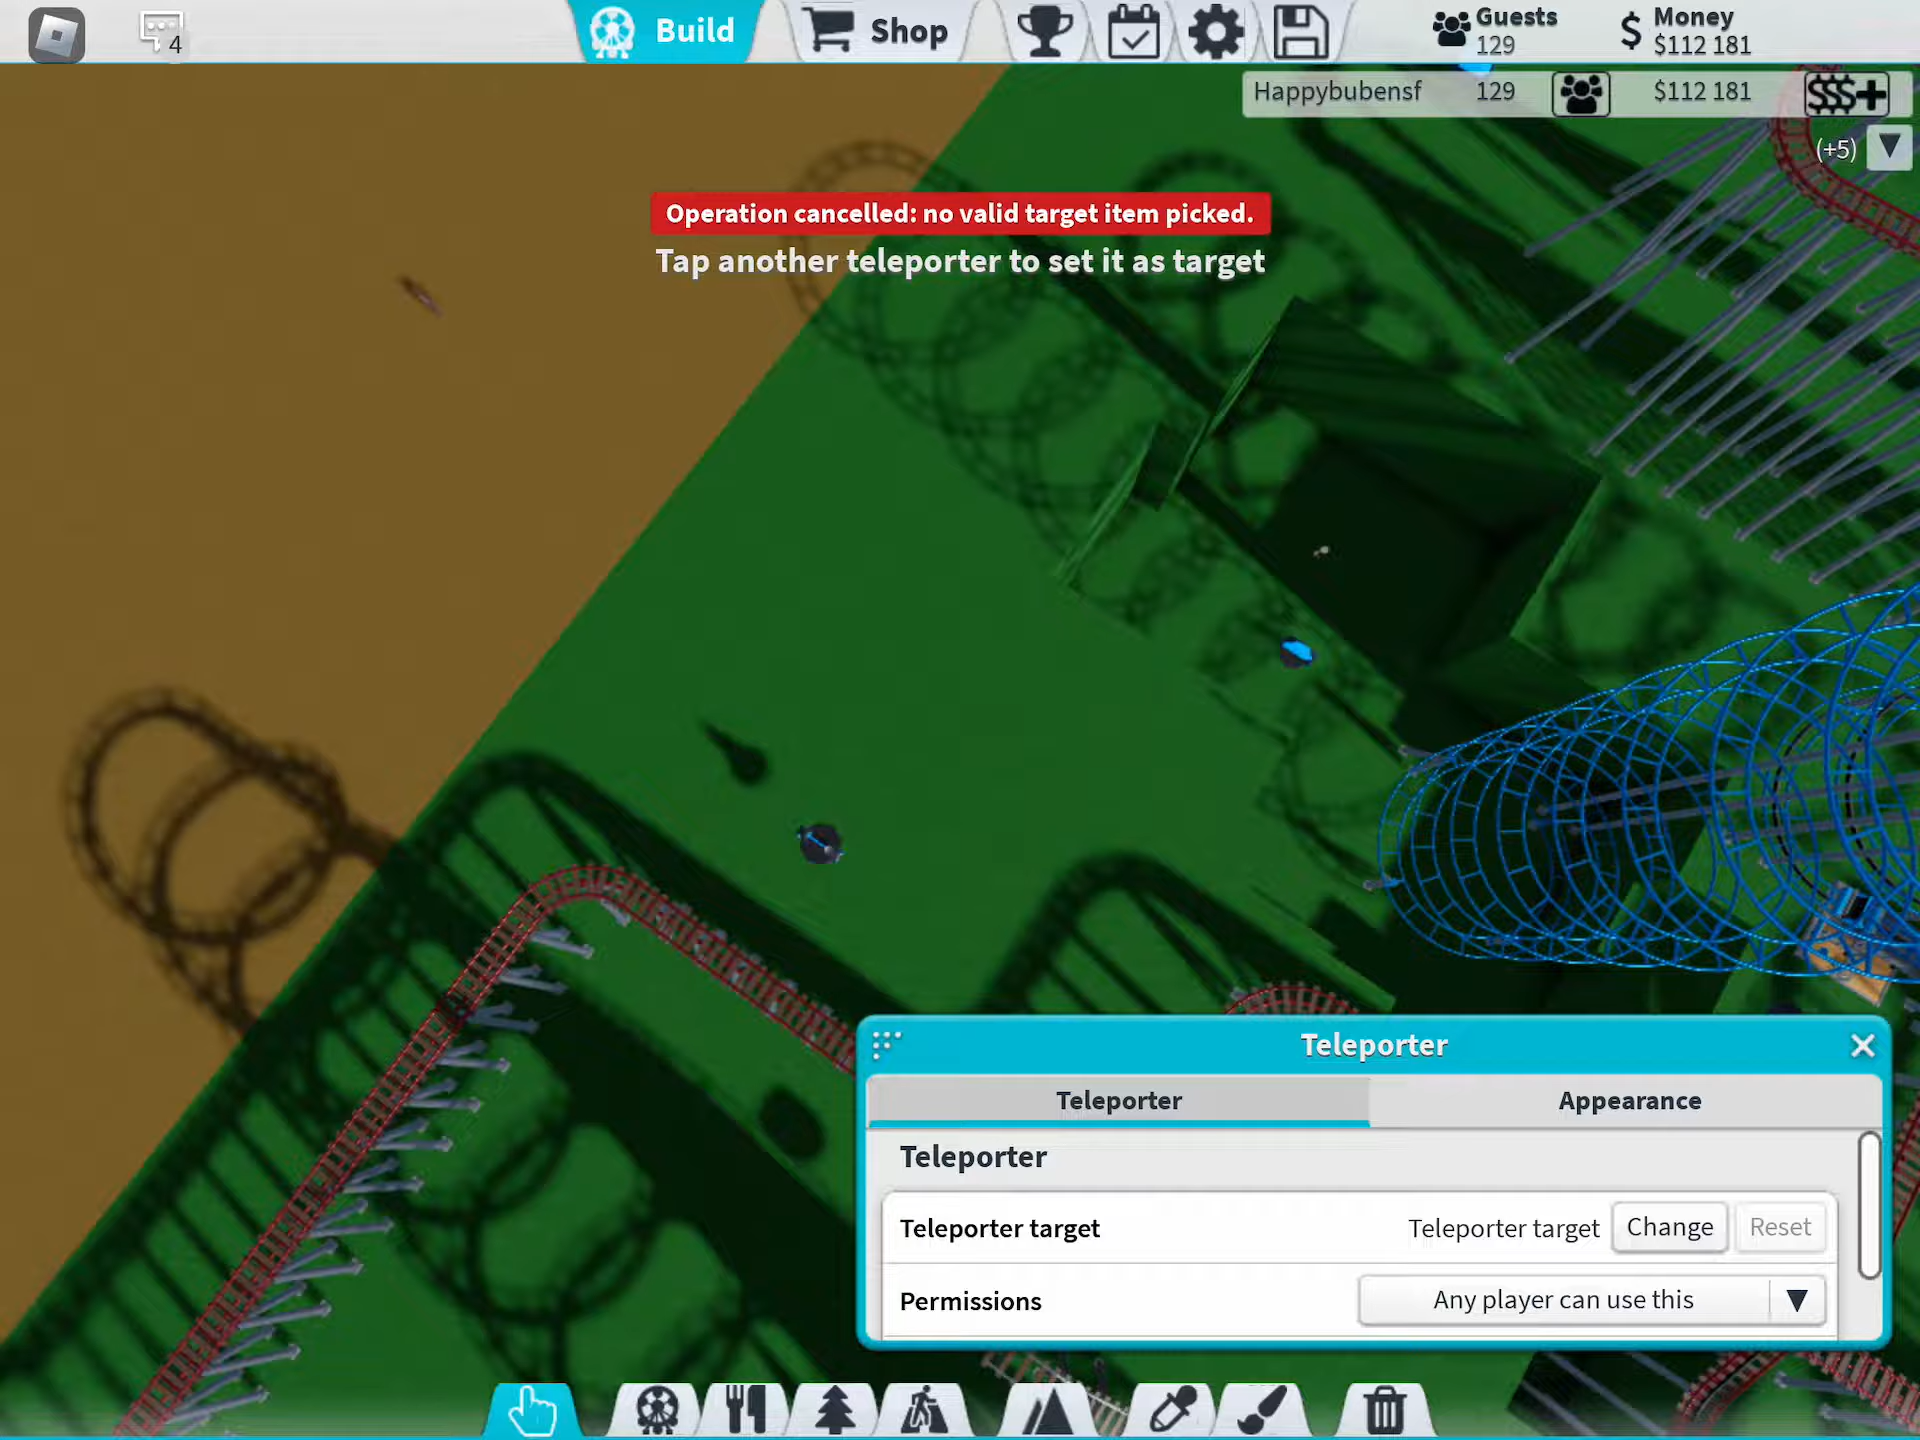 4
Build
Shop
Guests
129
Money
$112 181
Happybubensf 129 $112 181
$$$+
(+5)
Operation cancelled: no valid target item picked.
Tap another teleporter to set it as target
Teleporter
Teleporter Appearance
Teleporter
Teleporter target Teleporter target Change Reset
Permissions Any player can use this